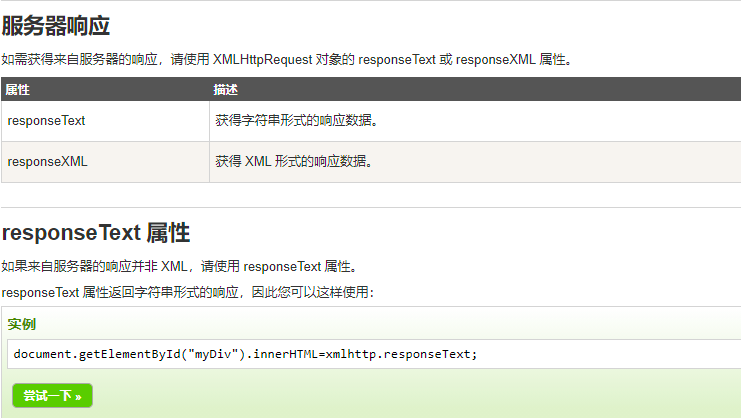 服务器响应
如需获得来自服务器的响应，请使用 XMLHttpRequest 对象的 responseText 或 responseXML 属性。
属性 描述
responseText 获得字符串形式的响应数据。
responseXML 获得 XML 形式的响应数据。
responseText 属性
如果来自服务器的响应并非 XML，请使用 responseText 属性。
responseText 属性返回字符串形式的响应，因此您可以这样使用：
实例
document.getElementById("myDiv").innerHTML=xmlhttp.responseText;
尝试一下 »